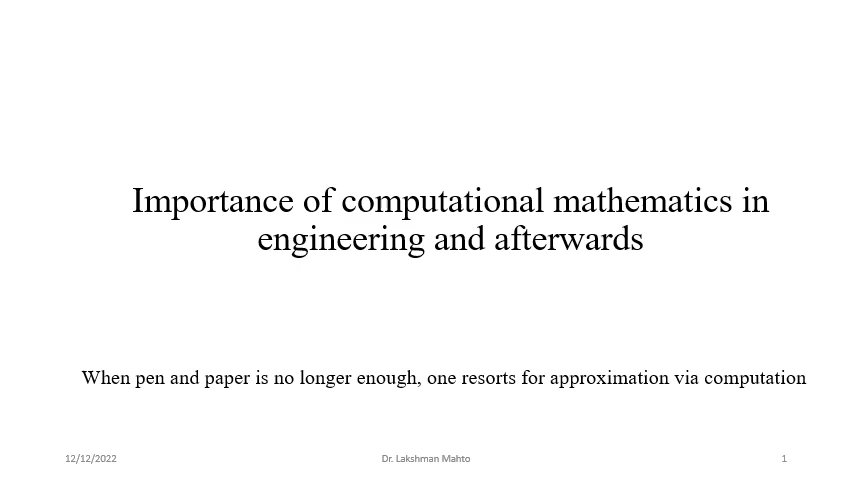 Importance of computational mathematics in
engineering and afterwards
When pen and paper is no longer enough, one resorts for approximation via computation
12/12/2022
Dr. Lakshman Mahto
1